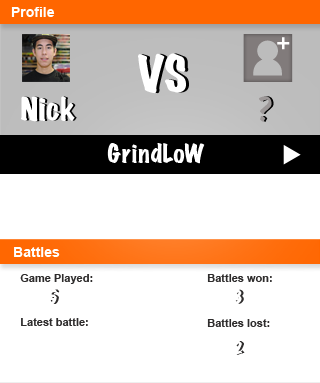 Profile
VS
Nick ?
GrindLoW
Battles
Game Played: Battles won:
5 3
Latest battle: Battles lost:
2